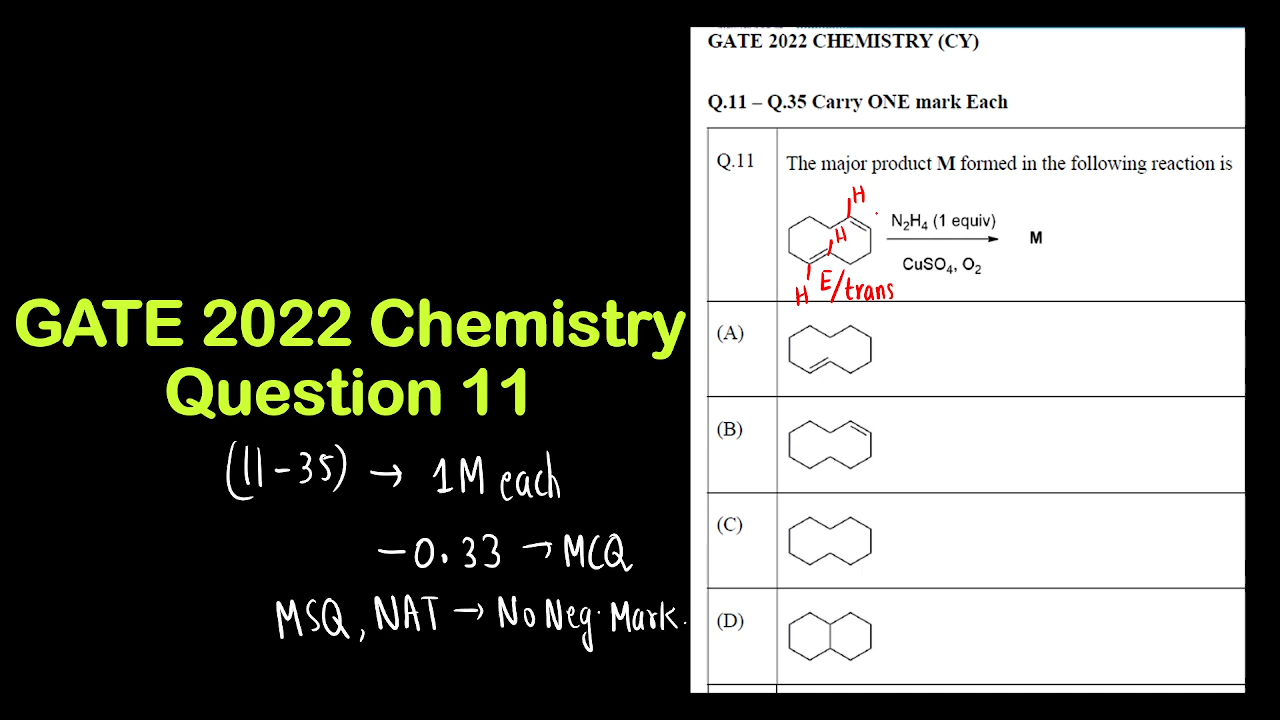 GATE 2022 Chemistry
Question 11
(11-35) → 1M each
-0.33 → MCQ
MSQ, NAT → No Neg. Mark.
GATE 2022 CHEMISTRY (CY)
Q.11 – Q.35 Carry ONE mark Each
Q.11 The major product M formed in the following reaction is
H
H
H
E/trans
N₂H₄ (1 equiv)
CuSO₄, O₂
M
(A)
(B)
(C)
(D)